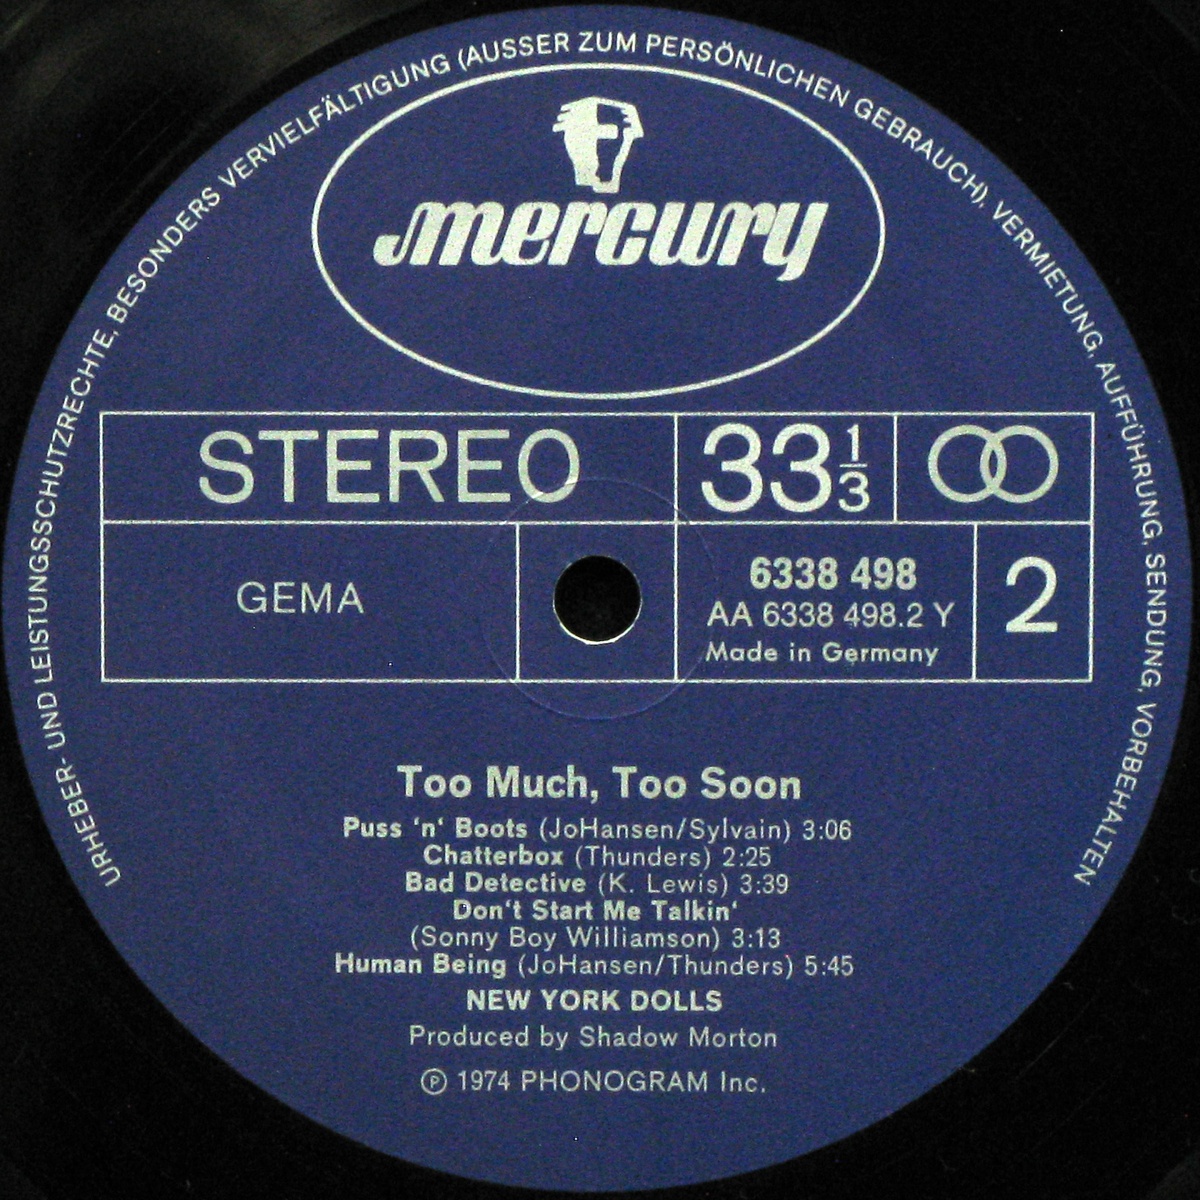 URHEBER- UND LEISTUNGSSCHUTZRECHTE, BESONDERS VERVIELFÄLTIGUNG (AUSSER ZUM PERSÖNLICHEN GEBRAUCH), VERMIETUNG, AUFFÜHRUNG, SENDUNG, VORBEHALTEN
mercury
STEREO 33 1/3
GEMA
6338 498
AA 6338 498.2 Y
Made in Germany
2
Too Much, Too Soon
Puss ‘n‘ Boots (JoHansen/Sylvain) 3:06
Chatterbox (Thunders) 2:25
Bad Detective (K. Lewis) 3:39
Don‘t Start Me Talkin‘
(Sonny Boy Williamson) 3:13
Human Being (JoHansen/Thunders) 5:45
NEW YORK DOLLS
Produced by Shadow Morton
℗ 1974 PHONOGRAM Inc.